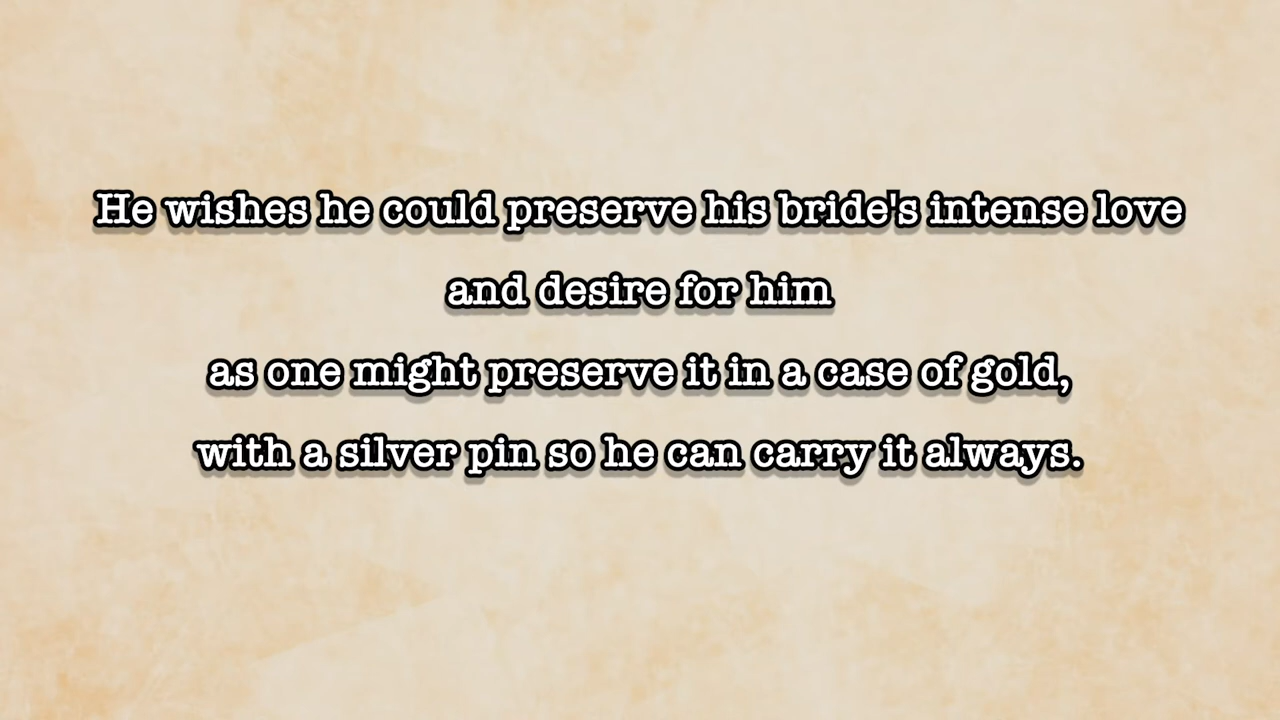 He wishes he could preserve his bride's intense love
and desire for him
as one might preserve it in a case of gold,
with a silver pin so he can carry it always.